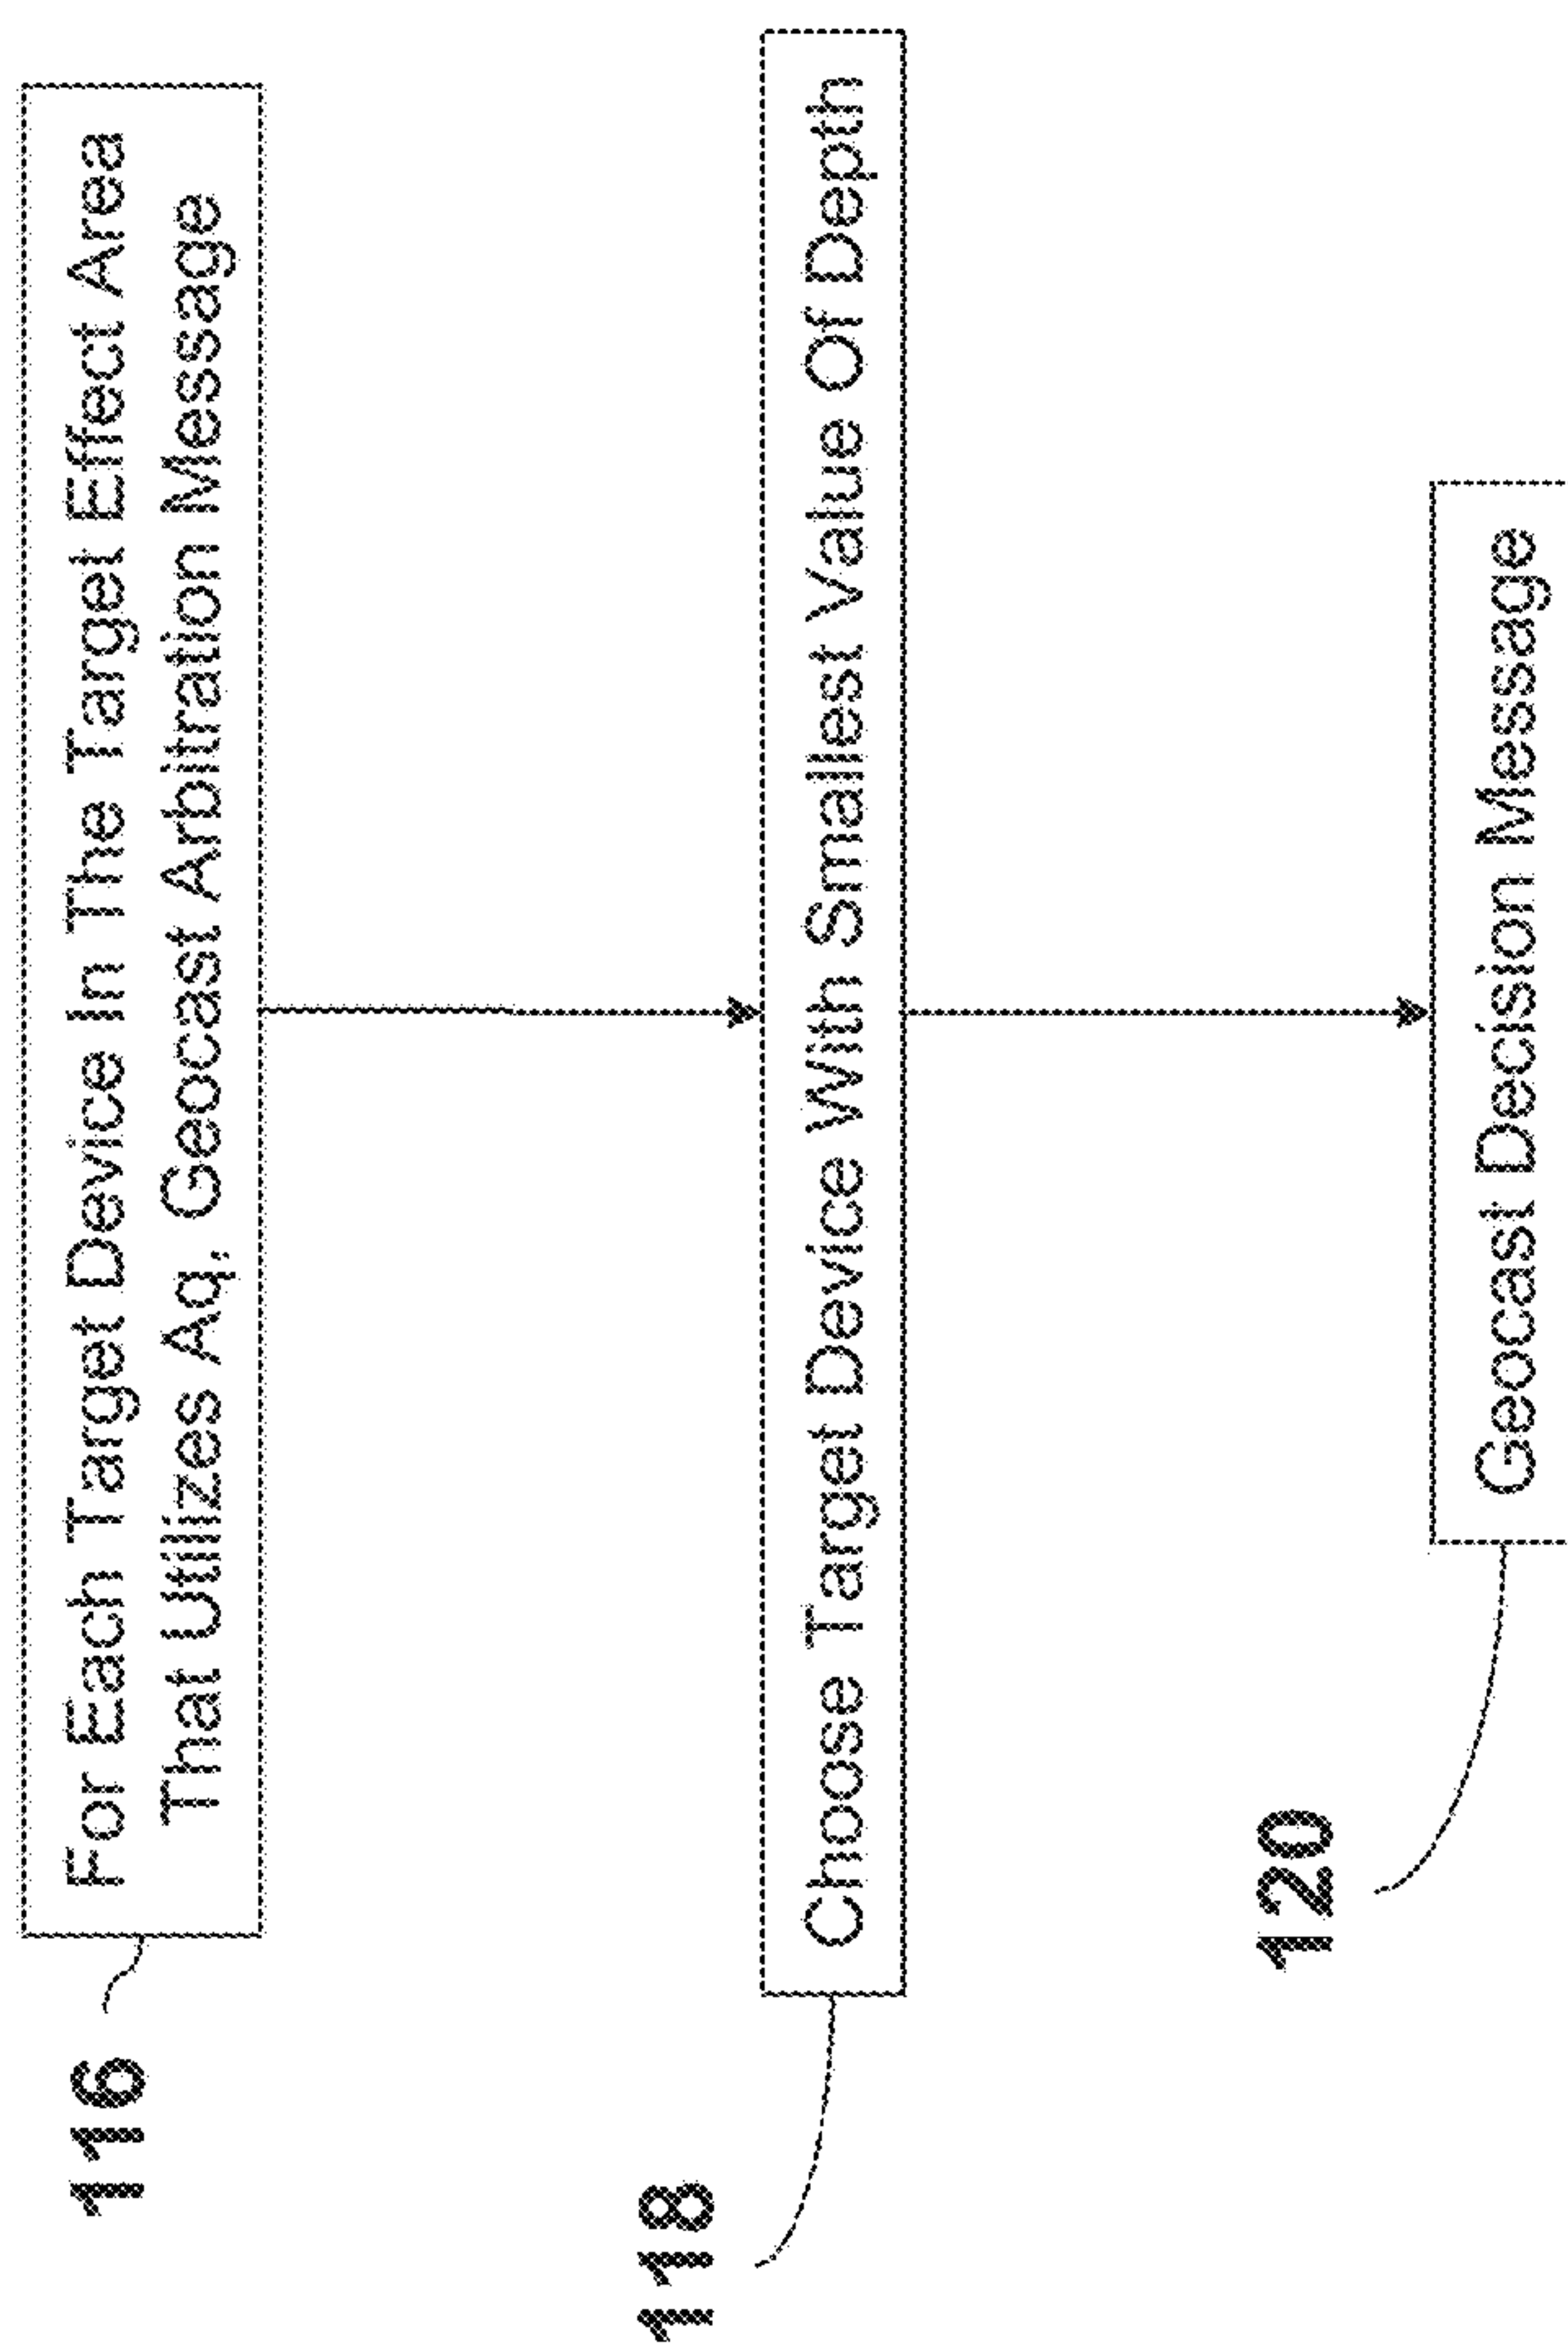 116
For Each Target Device In The Target Effect Area
That Utilizes Aq, Geocast Arbitration Message
118
Choose Target Device With Smallest Value Of Depth
120
Geocast Decision Message